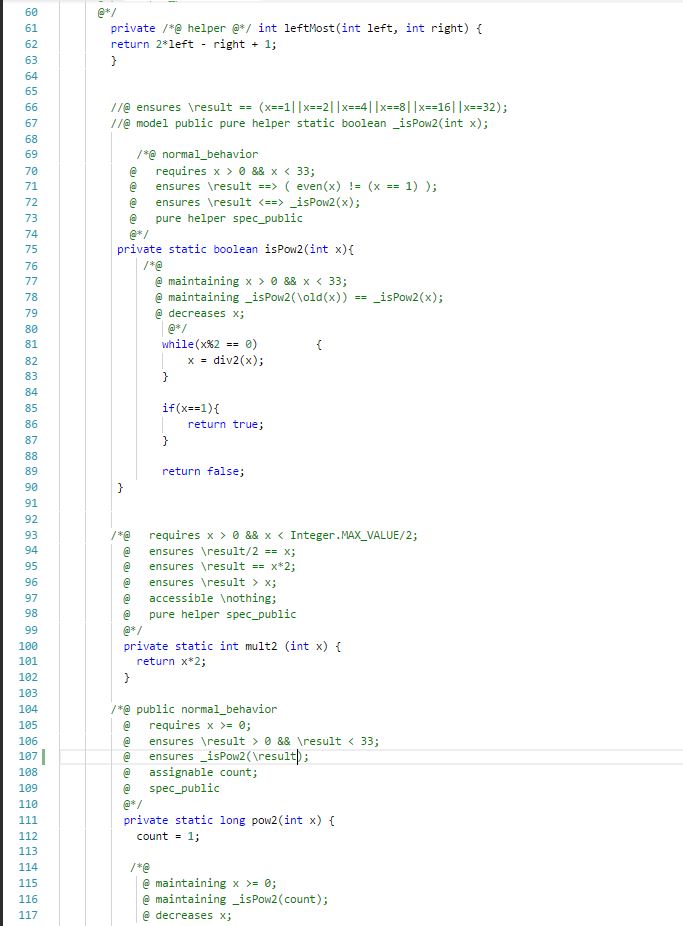 60 @*/
61 private /*@ helper @*/ int leftMost(int left, int right) {
62 return 2*left - right + 1;
63 }
64
65
66 //@ ensures \result == (x==1||x==2||x==4||x==8||x==16||x==32);
67 //@ model public pure helper static boolean _isPow2(int x);
68
69 /*@ normal_behavior
70 @ requires x > 0 && x < 33;
71 @ ensures \result ==> ( even(x) != (x == 1) );
72 @ ensures \result <==> _isPow2(x);
73 @ pure helper spec_public
74 @*/
75 private static boolean isPow2(int x){
76 /*@
77 @ maintaining x > 0 && x < 33;
78 @ maintaining _isPow2(\old(x)) == _isPow2(x);
79 @ decreases x;
80 @*/
81 while(x%2 == 0) {
82 x = div2(x);
83 }
84
85 if(x==1){
86 return true;
87 }
88
89 return false;
90 }
91
92
93 /*@ requires x > 0 && x < Integer.MAX_VALUE/2;
94 @ ensures \result/2 == x;
95 @ ensures \result == x*2;
96 @ ensures \result > x;
97 @ accessible \nothing;
98 @ pure helper spec_public
99 @*/
100 private static int mult2 (int x) {
101 return x*2;
102 }
103
104 /*@ public normal_behavior
105 @ requires x >= 0;
106 @ ensures \result > 0 && \result < 33;
107 @ ensures _isPow2(\result);
108 @ assignable count;
109 @ spec_public
110 @*/
111 private static long pow2(int x) {
112 count = 1;
113
114 /*@
115 @ maintaining x >= 0;
116 @ maintaining _isPow2(count);
117 @ decreases x;